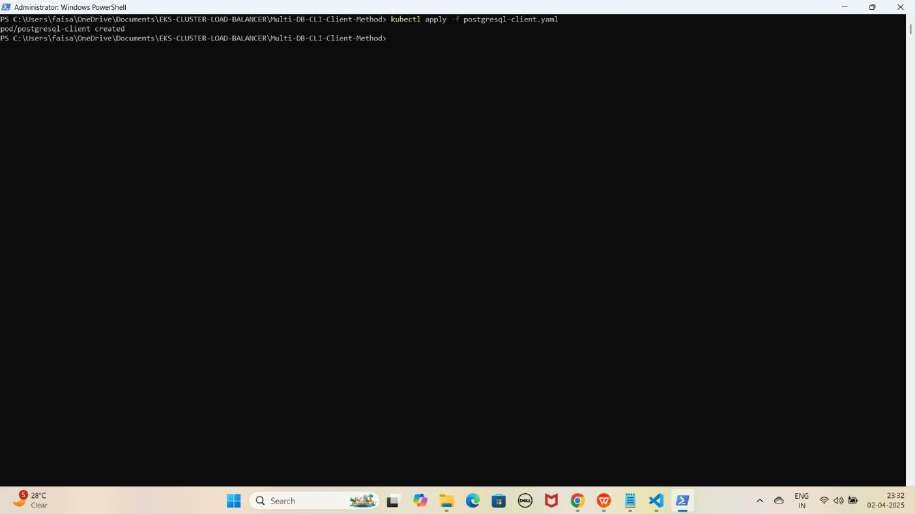 Administrator: Windows PowerShell
PS C:\Users\faisa\OneDrive\Documents\EKS-CLUSTER-LOAD-BALANCER\Multi-DB-CLI-Client-Method> kubectl apply -f postgresql-client.yaml
pod/postgresql-client created
PS C:\Users\faisa\OneDrive\Documents\EKS-CLUSTER-LOAD-BALANCER\Multi-DB-CLI-Client-Method>
5
28°C
Clear
Search
DELL
ENG
IN
23:32
02-04-2025